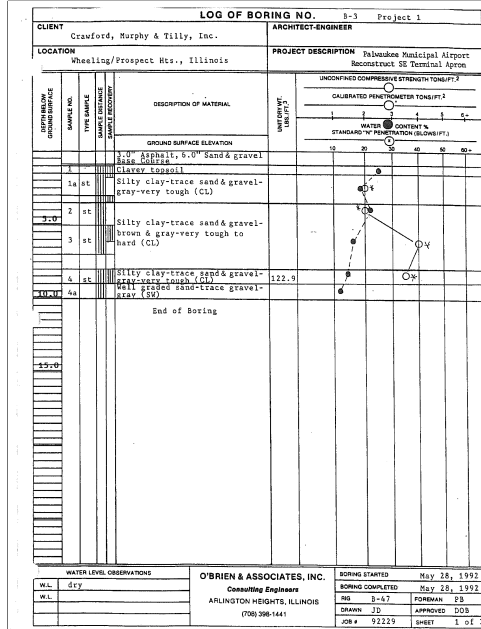 LOG OF BORING NO. B-3 Project 1
CLIENT
Crawford, Murphy & Tilly, Inc.
ARCHITECT-ENGINEER
LOCATION
Wheeling/Prospect Hts., Illinois
PROJECT DESCRIPTION Palwaukee Municipal Airport
Reconstruct SE Terminal Apron
DEPTH BELOW GROUND SURFACE
SAMPLE NO.
TYPE SAMPLE
SAMPLE DISTANCE
SAMPLE RECOVERY
DESCRIPTION OF MATERIAL
GROUND SURFACE ELEVATION
UNIT DRY WT. LBS./FT.3
UNCONFINED COMPRESSIVE STRENGTH TONS/FT.2
CALIBRATED PENETROMETER TONS/FT.2
1 2 3 4 5 6+
WATER CONTENT %
STANDARD "N" PENETRATION (BLOWS/FT.)
10 20 30 40 50 60+
3.0" Asphalt, 6.0" Sand & gravel
Base Course
1 Clayey topsoil
1a st Silty clay-trace sand & gravel-
gray-very tough (CL)
2 st
5.0
Silty clay-trace sand & gravel-
brown & gray-very tough to
3 st hard (CL)
4 st Silty clay-trace sand & gravel-
gray-very tough (CL) 122.9
10.0 4a Well graded sand-trace gravel-
gray (SW)
End of Boring
15.0
WATER LEVEL OBSERVATIONS
W.L. dry
W.L.
O'BRIEN & ASSOCIATES, INC.
Consulting Engineers
ARLINGTON HEIGHTS, ILLINOIS
(708) 398-1441
BORING STARTED May 28, 1992
BORING COMPLETED May 28, 1992
RIG B-47 FOREMAN PB
DRAWN JD APPROVED DOB
JOB # 92229 SHEET 1 of